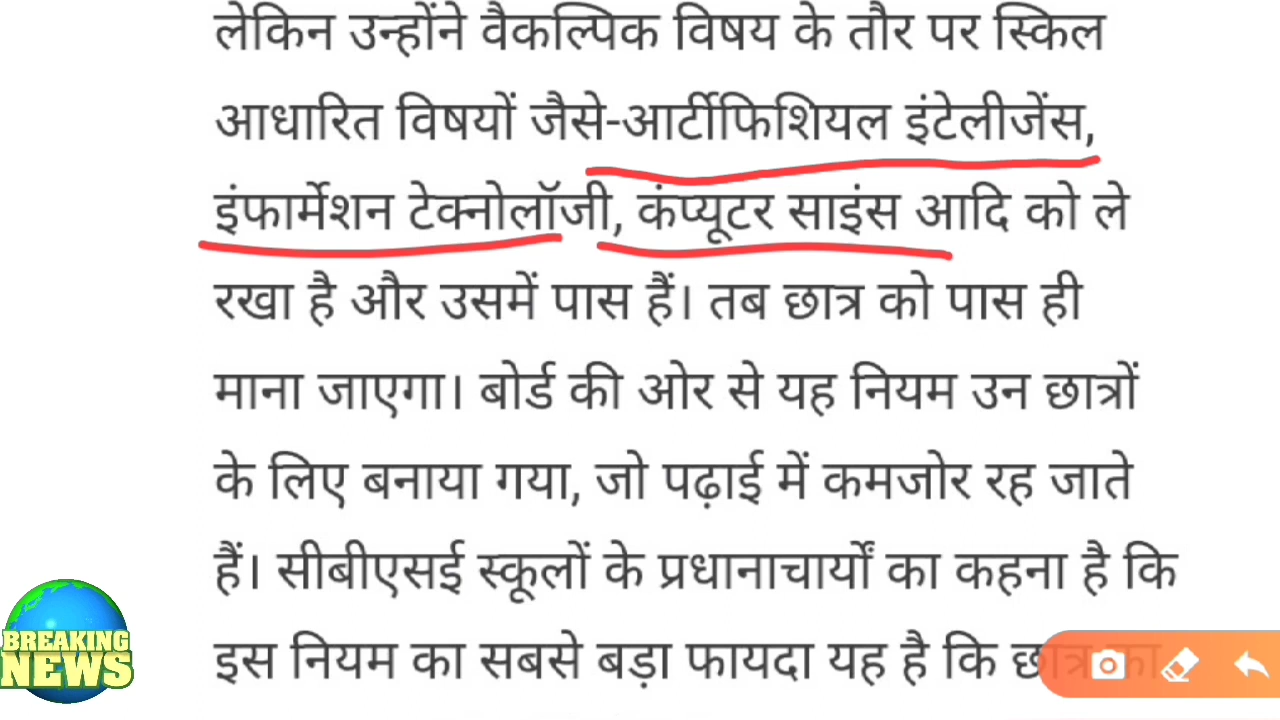 लेकिन उन्होंने वैकल्पिक विषय के तौर पर स्किल
आधारित विषयों जैसे-आर्टीफिशियल इंटेलीजेंस,
इंफार्मेशन टेक्नोलॉजी, कंप्यूटर साइंस आदि को ले
रखा है और उसमें पास हैं। तब छात्र को पास ही
माना जाएगा। बोर्ड की ओर से यह नियम उन छात्रों
के लिए बनाया गया, जो पढ़ाई में कमजोर रह जाते
हैं। सीबीएसई स्कूलों के प्रधानाचार्यों का कहना है कि
इस नियम का सबसे बड़ा फायदा यह है कि छात्र का
BREAKING
NEWS